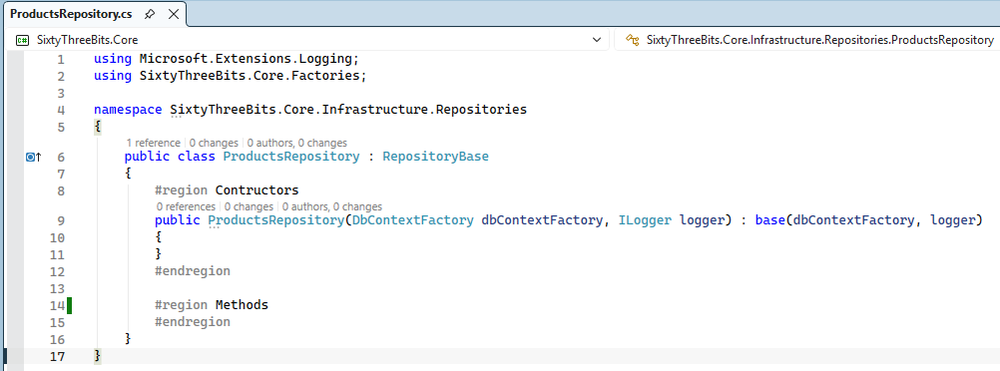 ProductsRepository.cs
C# SixtyThreeBits.Core SixtyThreeBits.Core.Infrastructure.Repositories.ProductsRepository
1 using Microsoft.Extensions.Logging;
2 using SixtyThreeBits.Core.Factories;
3
4 namespace SixtyThreeBits.Core.Infrastructure.Repositories
5 {
1 reference | 0 changes | 0 authors, 0 changes
6 public class ProductsRepository : RepositoryBase
7 {
8 #region Contructors
0 references | 0 changes | 0 authors, 0 changes
9 public ProductsRepository(DbContextFactory dbContextFactory, ILogger logger) : base(dbContextFactory, logger)
10 {
11 }
12 #endregion
13
14 #region Methods
15 #endregion
16 }
17 }